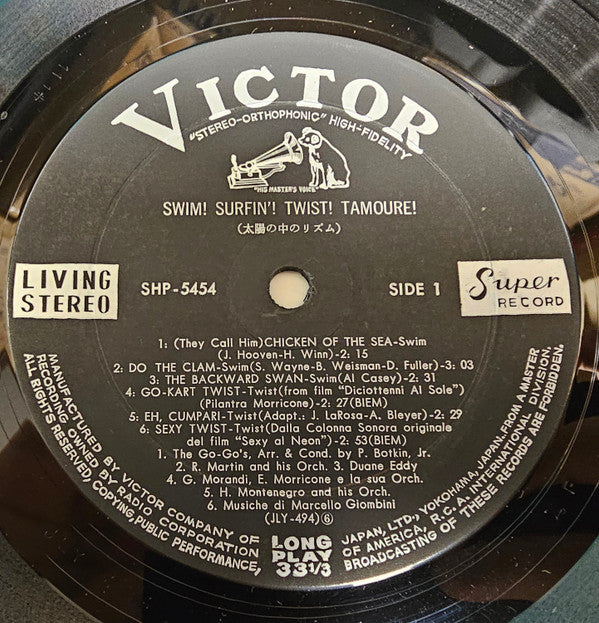 VICTOR
"STEREO-ORTHOPHONIC" HIGH-FIDELITY
"HIS MASTER'S VOICE"
SWIM! SURFIN'! TWIST! TAMOURE!
(太陽の中のリズム)
LIVING
STEREO
SHP-5454
SIDE 1
Super
RECORD
1: (They Call Him)CHICKEN OF THE SEA-Swim
(J. Hooven-H. Winn)-2: 15
2: DO THE CLAM-Swim(S. Wayne-B. Weisman-D. Fuller)-3: 03
3: THE BACKWARD SWAN-Swim(Al Casey)-2: 31
4: GO-KART TWIST-Twist(from film "Diciottenni Al Sole")
(Pilantra Morricone)-2: 27(BIEM)
5: EH, CUMPARI-Twist(Adapt.: J. LaRosa-A. Bleyer)-2: 29
6: SEXY TWIST-Twist(Dalla Colonna Sonora originale
del film "Sexy al Neon")-2: 53(BIEM)
1. The Go-Go's, Arr. & Cond. by P. Botkin, Jr.
2. R. Martin and his Orch. 3. Duane Eddy
4. G. Morandi, E. Morricone e la sua Orch.
5. H. Montenegro and his Orch.
6. Musiche di Marcello Giombini
(JLY-494)⑥
LONG
PLAY
33 1/3
MANUFACTURED BY VICTOR COMPANY OF JAPAN, LTD., YOKOHAMA, JAPAN, FROM A MASTER
RECORDING OWNED BY RADIO CORPORATION OF AMERICA, R.C.A. INTERNATIONAL DIVISION.
ALL RIGHTS RESERVED, COPYING, PUBLIC PERFORMANCE, BROADCASTING OF THESE RECORDS ARE FORBIDDEN.